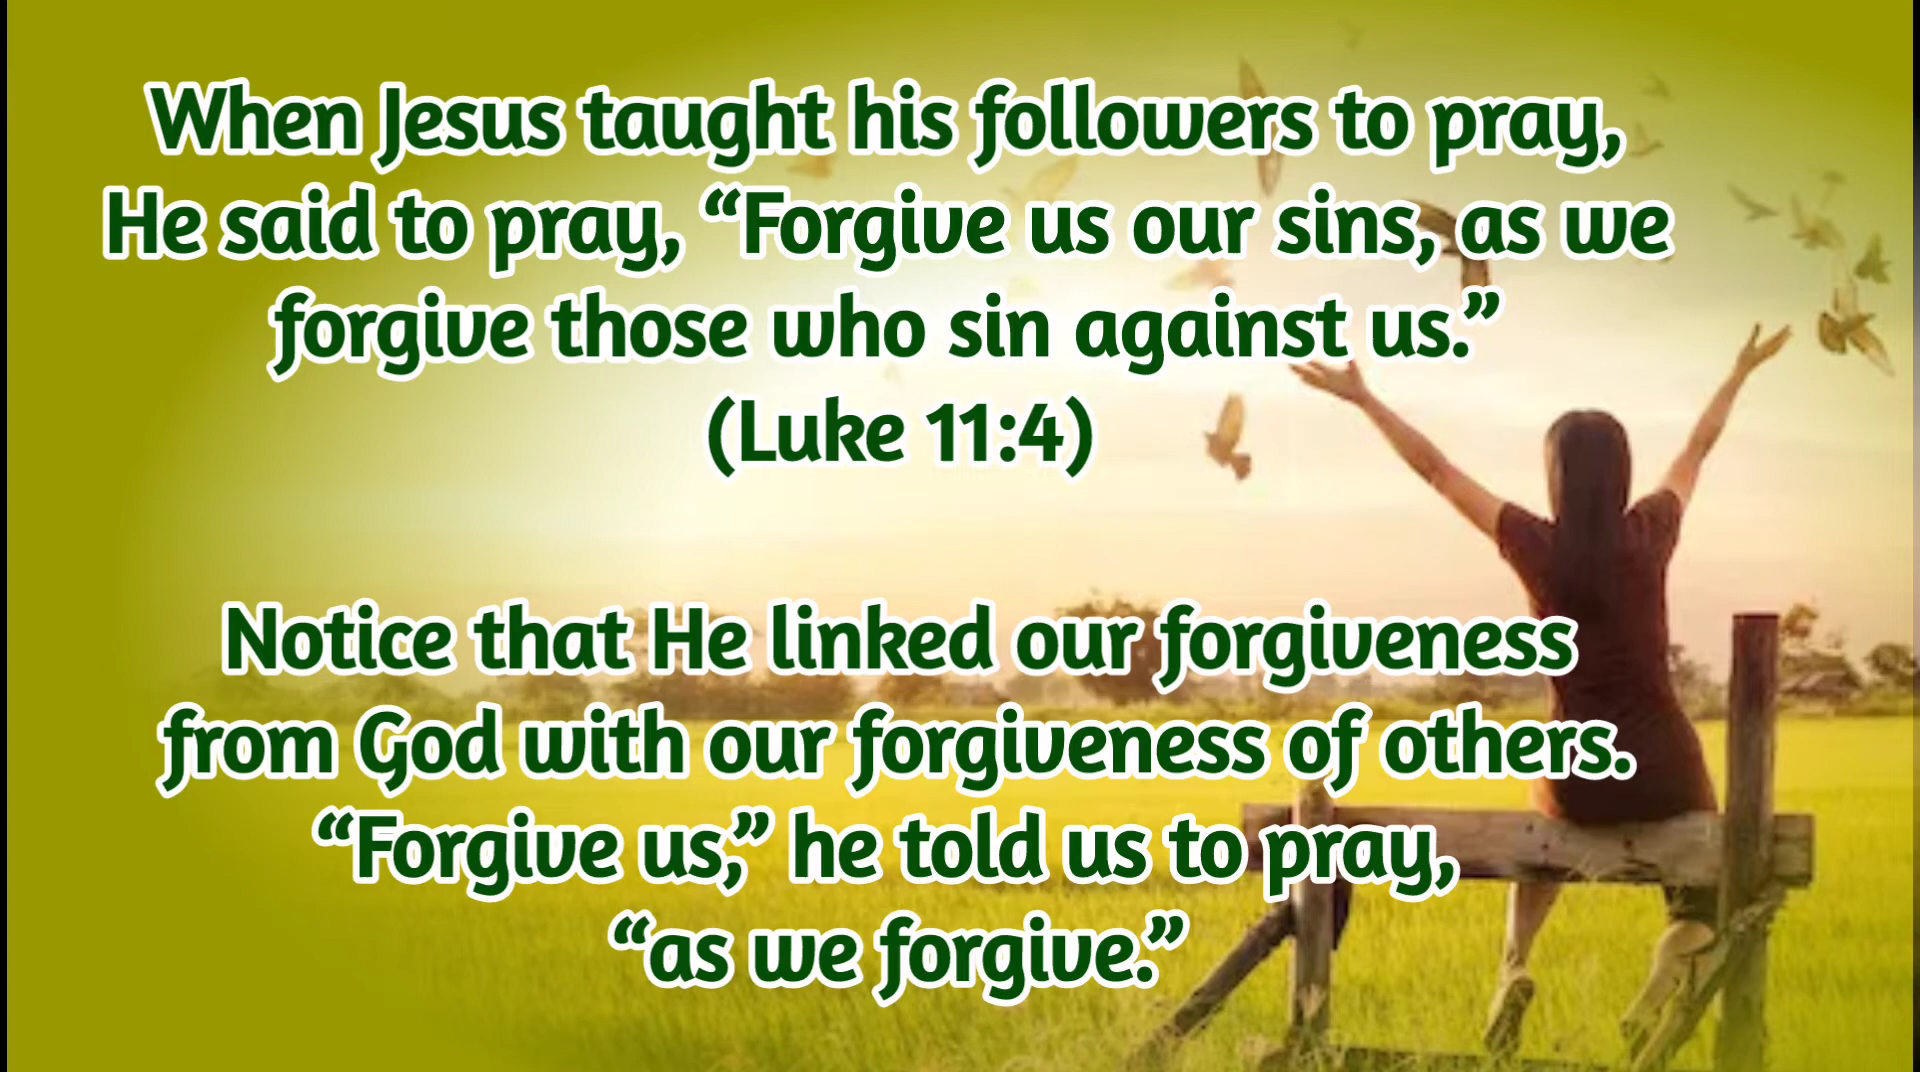 When Jesus taught his followers to pray,
He said to pray, “Forgive us our sins, as we
forgive those who sin against us.”
(Luke 11:4)
Notice that He linked our forgiveness
from God with our forgiveness of others.
“Forgive us,” he told us to pray,
“as we forgive.”